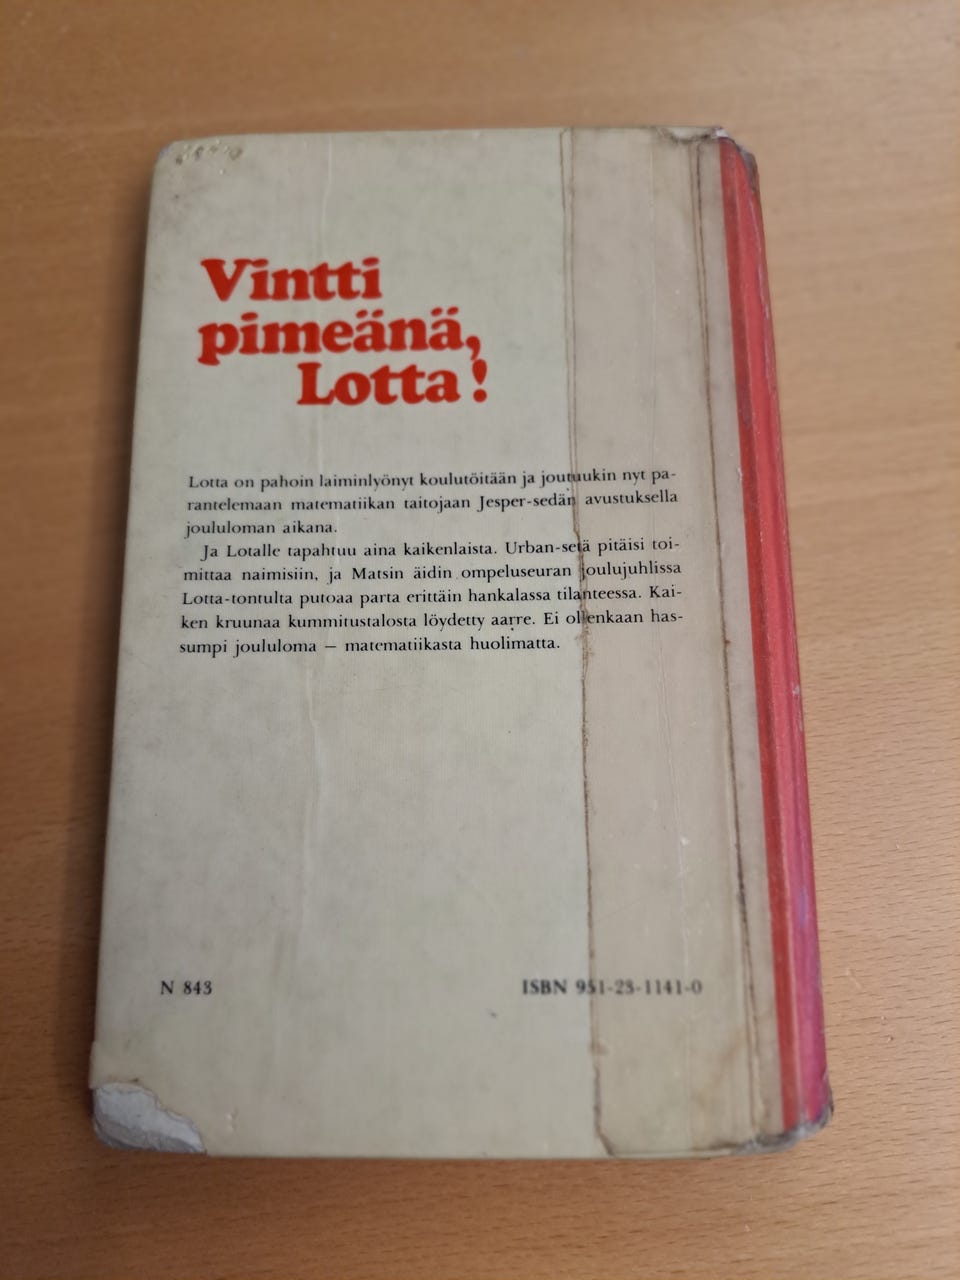 Vintti
pimeänä,
Lotta!
Lotta on pahoin laiminlyönyt koulutöitään ja joutuukin nyt pa-
rantelemaan matematiikan taitojaan Jesper-sedän avustuksella
joululoman aikana.
Ja Lotalle tapahtuu aina kaikenlaista. Urban-setä pitäisi toi-
mittaa naimisiin, ja Matsin äidin ompeluseuran joulujuhlissa
Lotta-tontulta putoaa parta erittäin hankalassa tilanteessa. Kai-
ken kruunaa kummitustalosta löydetty aarre. Ei ollenkaan has-
sumpi joululoma — matematiikasta huolimatta.
N 843 ISBN 951-23-1141-0